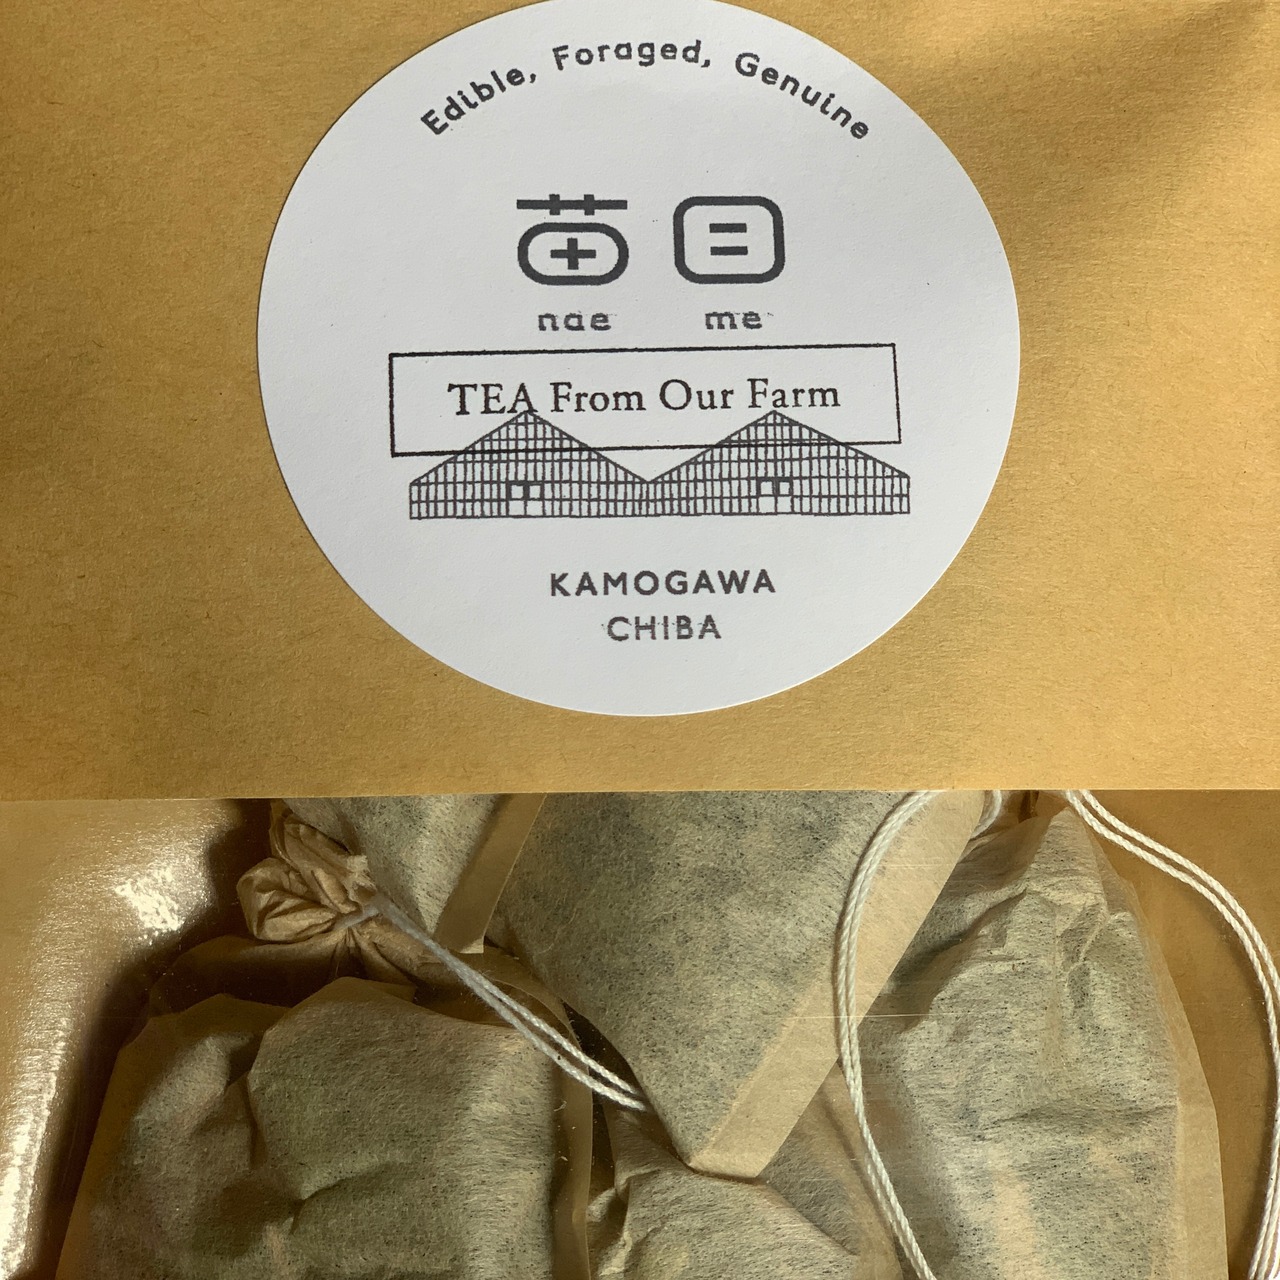 Edible, Foraged, Genuine
苗目
nae me
TEA From Our Farm
KAMOGAWA
CHIBA